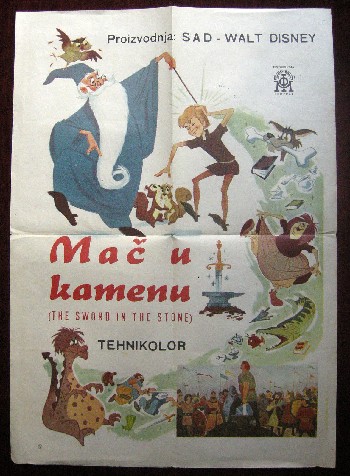 Proizvodnja: SAD - WALT DISNEY
Mač u
kamenu
(THE SWORD IN THE STONE)
TEHNIKOLOR